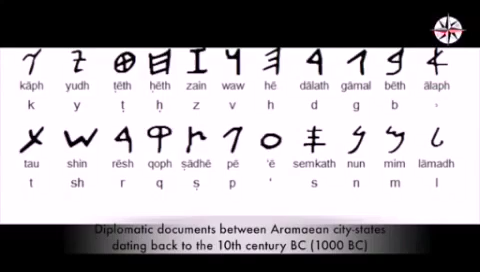 𐤀 𐤁 𐤂 𐤃 𐤄 𐤅 𐤆 𐤇 𐤈 𐤉 𐤊
kāph yudh ṭēth ḥēth zain waw hē dālath gāmal bēth ālaph
k y ṭ ḥ z v h d g b '
𐤋 𐤌 𐤍 𐤎 𐤏 𐤐 𐤑 𐤒 𐤓 𐤔 𐤕
tau shin rēsh qoph ṣādhē pē 'ē semkath nun mim lāmadh
t sh r q ṣ p ' s n m l
Diplomatic documents between Aramaean city-states
dating back to the 10th century BC (1000 BC)